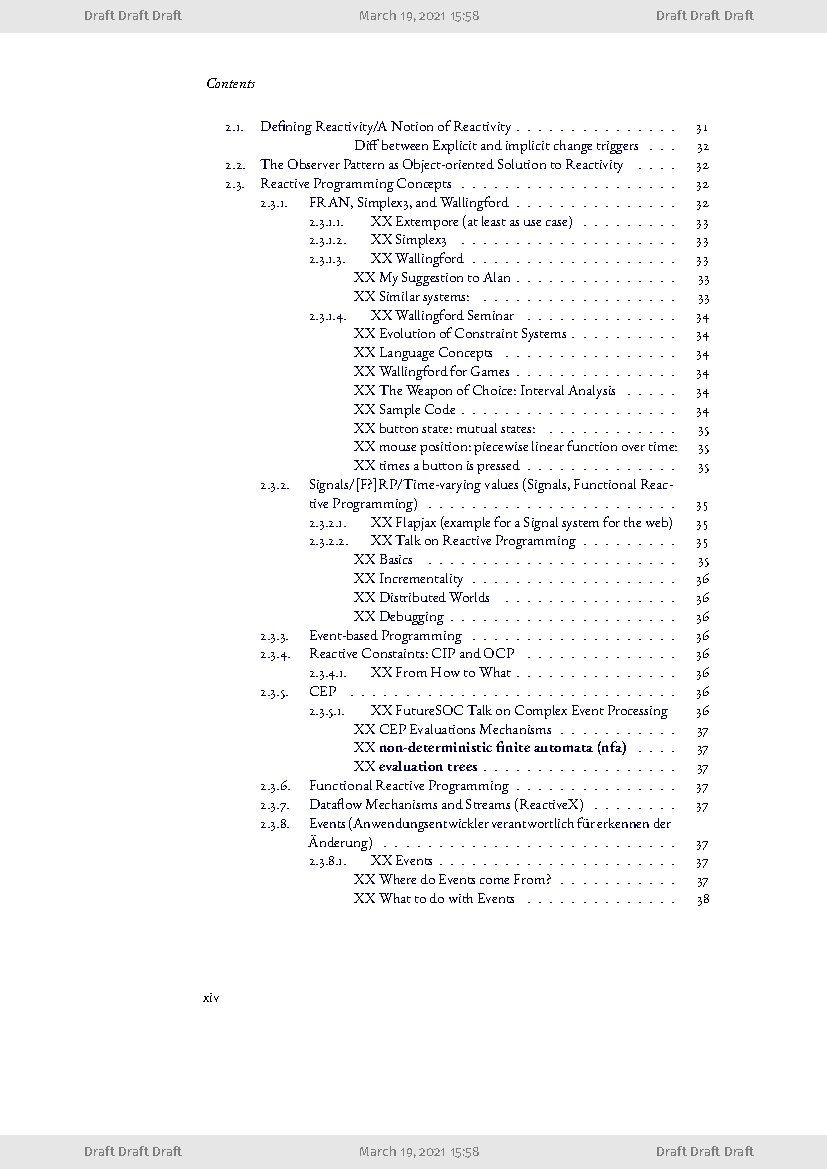 Draft Draft Draft March 19, 2021 15:58 Draft Draft Draft
Contents
2.1. Defining Reactivity/A Notion of Reactivity . . . . . . . . . . . . . . . 31
Diff between Explicit and implicit change triggers . . . 32
2.2. The Observer Pattern as Object-oriented Solution to Reactivity . . . . 32
2.3. Reactive Programming Concepts . . . . . . . . . . . . . . . . . . . . 32
2.3.1. FRAN, Simplex3, and Wallingford . . . . . . . . . . . . . . . 32
2.3.1.1. XX Extempore (at least as use case) . . . . . . . . . 33
2.3.1.2. XX Simplex3 . . . . . . . . . . . . . . . . . . . . 33
2.3.1.3. XX Wallingford . . . . . . . . . . . . . . . . . . . 33
XX My Suggestion to Alan . . . . . . . . . . . . . . . 33
XX Similar systems: . . . . . . . . . . . . . . . . . . 33
2.3.1.4. XX Wallingford Seminar . . . . . . . . . . . . . . 34
XX Evolution of Constraint Systems . . . . . . . . . . 34
XX Language Concepts . . . . . . . . . . . . . . . . 34
XX Wallingford for Games . . . . . . . . . . . . . . . 34
XX The Weapon of Choice: Interval Analysis . . . . . 34
XX Sample Code . . . . . . . . . . . . . . . . . . . . 34
XX button state: mutual states: . . . . . . . . . . . . 35
XX mouse position: piecewise linear function over time: 35
XX times a button is pressed . . . . . . . . . . . . . . 35
2.3.2. Signals/[F?]RP/Time-varying values (Signals, Functional Reac-
tive Programming) . . . . . . . . . . . . . . . . . . . . . . . 35
2.3.2.1. XX Flapjax (example for a Signal system for the web) 35
2.3.2.2. XX Talk on Reactive Programming . . . . . . . . . 35
XX Basics . . . . . . . . . . . . . . . . . . . . . . . 35
XX Incrementality . . . . . . . . . . . . . . . . . . . 36
XX Distributed Worlds . . . . . . . . . . . . . . . . 36
XX Debugging . . . . . . . . . . . . . . . . . . . . . 36
2.3.3. Event-based Programming . . . . . . . . . . . . . . . . . . . 36
2.3.4. Reactive Constaints: CIP and OCP . . . . . . . . . . . . . . 36
2.3.4.1. XX From How to What . . . . . . . . . . . . . . . 36
2.3.5. CEP . . . . . . . . . . . . . . . . . . . . . . . . . . . . . . 36
2.3.5.1. XX FutureSOC Talk on Complex Event Processing 36
XX CEP Evaluations Mechanisms . . . . . . . . . . . 37
XX non-deterministic finite automata (nfa) . . . . 37
XX evaluation trees . . . . . . . . . . . . . . . . . . 37
2.3.6. Functional Reactive Programming . . . . . . . . . . . . . . . 37
2.3.7. Dataflow Mechanisms and Streams (ReactiveX) . . . . . . . . 37
2.3.8. Events (Anwendungsentwickler verantwortlich für erkennen der
Änderung) . . . . . . . . . . . . . . . . . . . . . . . . . . . 37
2.3.8.1. XX Events . . . . . . . . . . . . . . . . . . . . . . 37
XX Where do Events come From? . . . . . . . . . . . 37
XX What to do with Events . . . . . . . . . . . . . . 38
xiv
Draft Draft Draft March 19, 2021 15:58 Draft Draft Draft